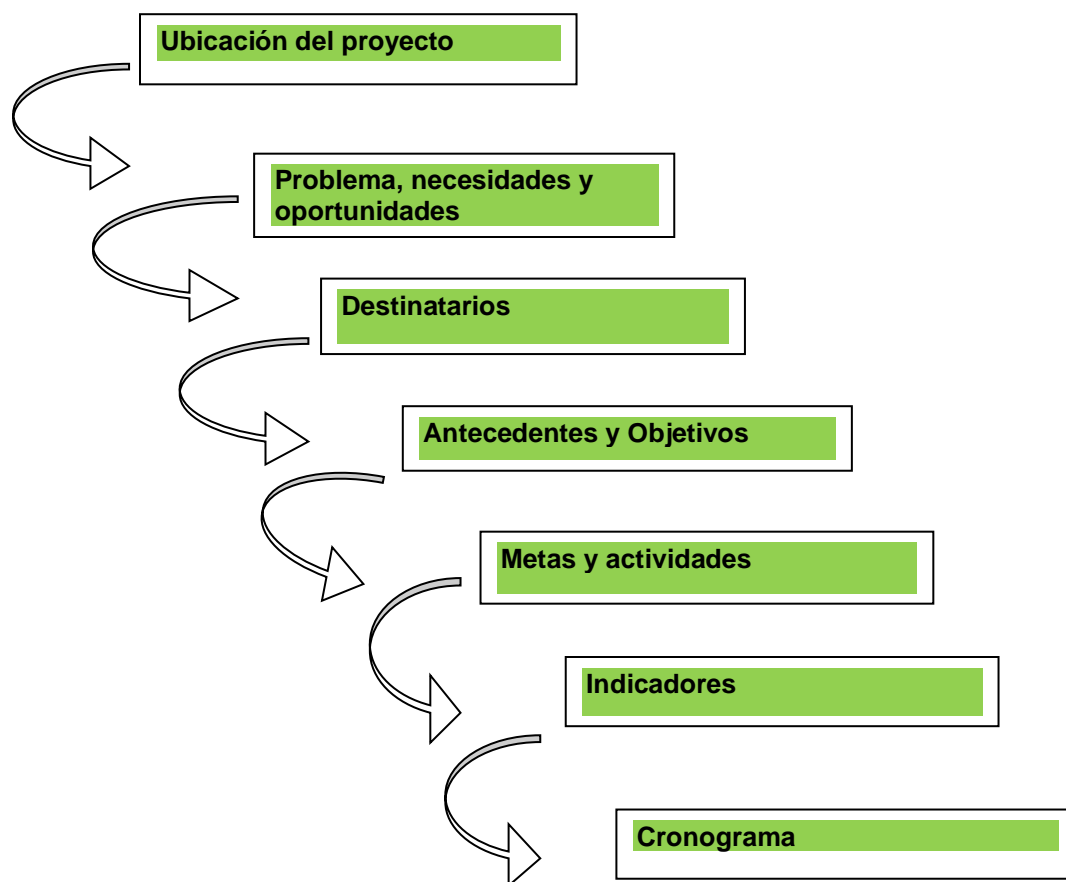 Ubicación del proyecto
Problema, necesidades y
oportunidades
Destinatarios
Antecedentes y Objetivos
Metas y actividades
Indicadores
Cronograma